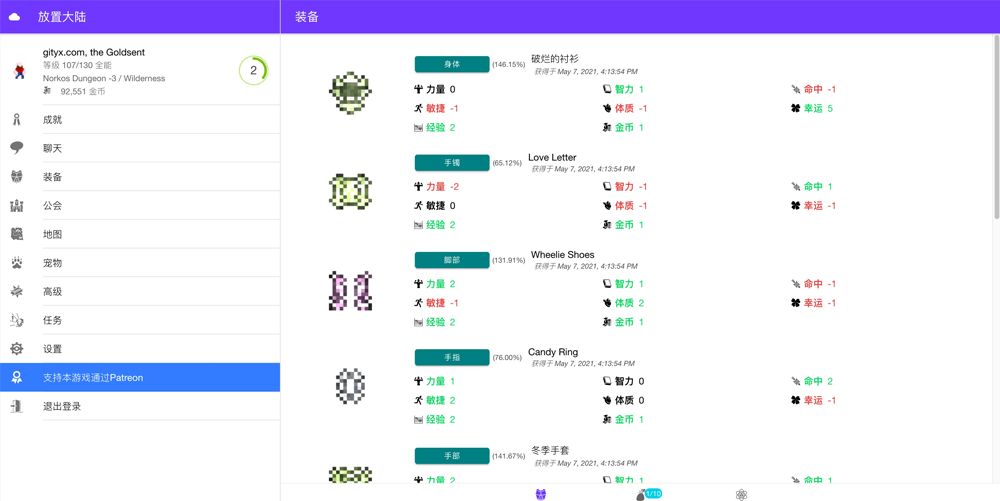 放置大陆
装备
gityx.com, the Goldsent
等级 107/130 全能
Norkos Dungeon -3 / Wilderness
92,551 金币
2
成就
聊天
装备
公会
地图
宠物
高级
任务
设置
支持本游戏通过Patreon
退出登录
身体 (146.15%) 破烂的衬衫
获得于 May 7, 2021, 4:13:54 PM
力量 0 智力 1 命中 -1
敏捷 -1 体质 -1 幸运 5
经验 2 金币 1
手镯 (65.12%) Love Letter
获得于 May 7, 2021, 4:13:54 PM
力量 -2 智力 -1 命中 1
敏捷 0 体质 -1 幸运 -1
经验 2 金币 1
脚部 (131.91%) Wheelie Shoes
获得于 May 7, 2021, 4:13:54 PM
力量 2 智力 1 命中 -1
敏捷 -1 体质 2 幸运 -1
经验 2 金币 1
手指 (76.00%) Candy Ring
获得于 May 7, 2021, 4:13:54 PM
力量 1 智力 0 命中 2
敏捷 2 体质 0 幸运 -1
经验 2 金币 1
手部 (141.67%) 冬季手套
获得于 May 7, 2021, 4:13:54 PM
力量 2 智力 1 命中 1
1/10